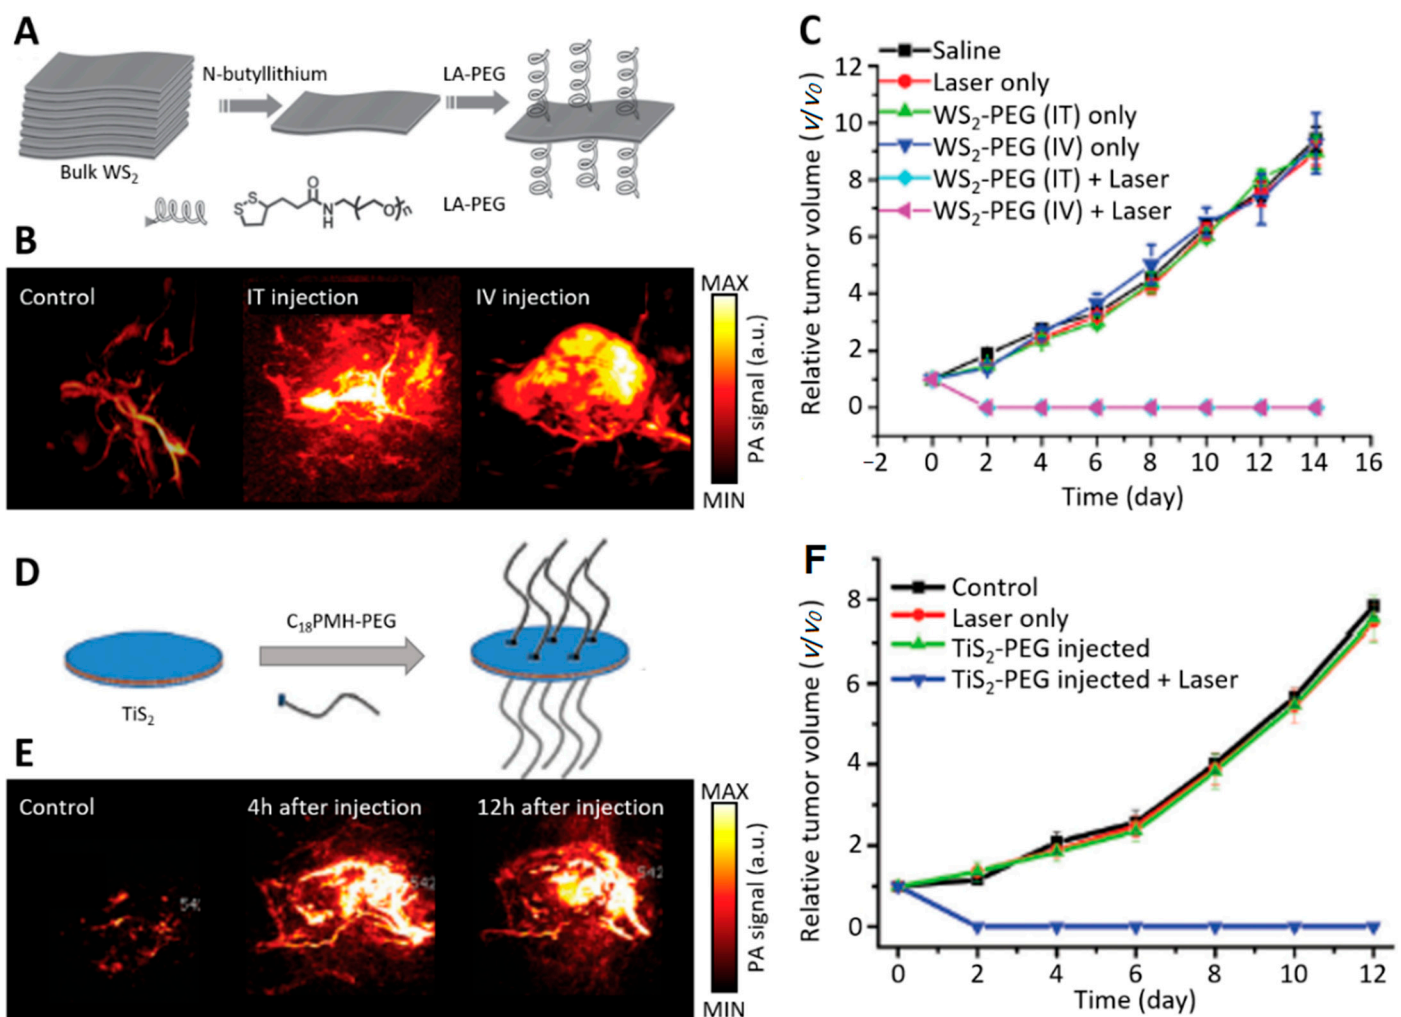 A
N-butyllithium
LA-PEG
Bulk WS2
S
S
O
N
H
O
n
LA-PEG
B
Control
IT injection
IV injection
MAX
PA signal (a.u.)
MIN
C
Saline
Laser only
WS2-PEG (IT) only
WS2-PEG (IV) only
WS2-PEG (IT) + Laser
WS2-PEG (IV) + Laser
Relative tumor volume (v/v0)
12
10
8
6
4
2
0
−2 0 2 4 6 8 10 12 14 16
Time (day)
D
C18PMH-PEG
TiS2
E
Control
4h after injection
12h after injection
542
542
MAX
PA signal (a.u.)
MIN
F
Control
Laser only
TiS2-PEG injected
TiS2-PEG injected + Laser
Relative tumor volume (v/v0)
8
6
4
2
0
0 2 4 6 8 10 12
Time (day)